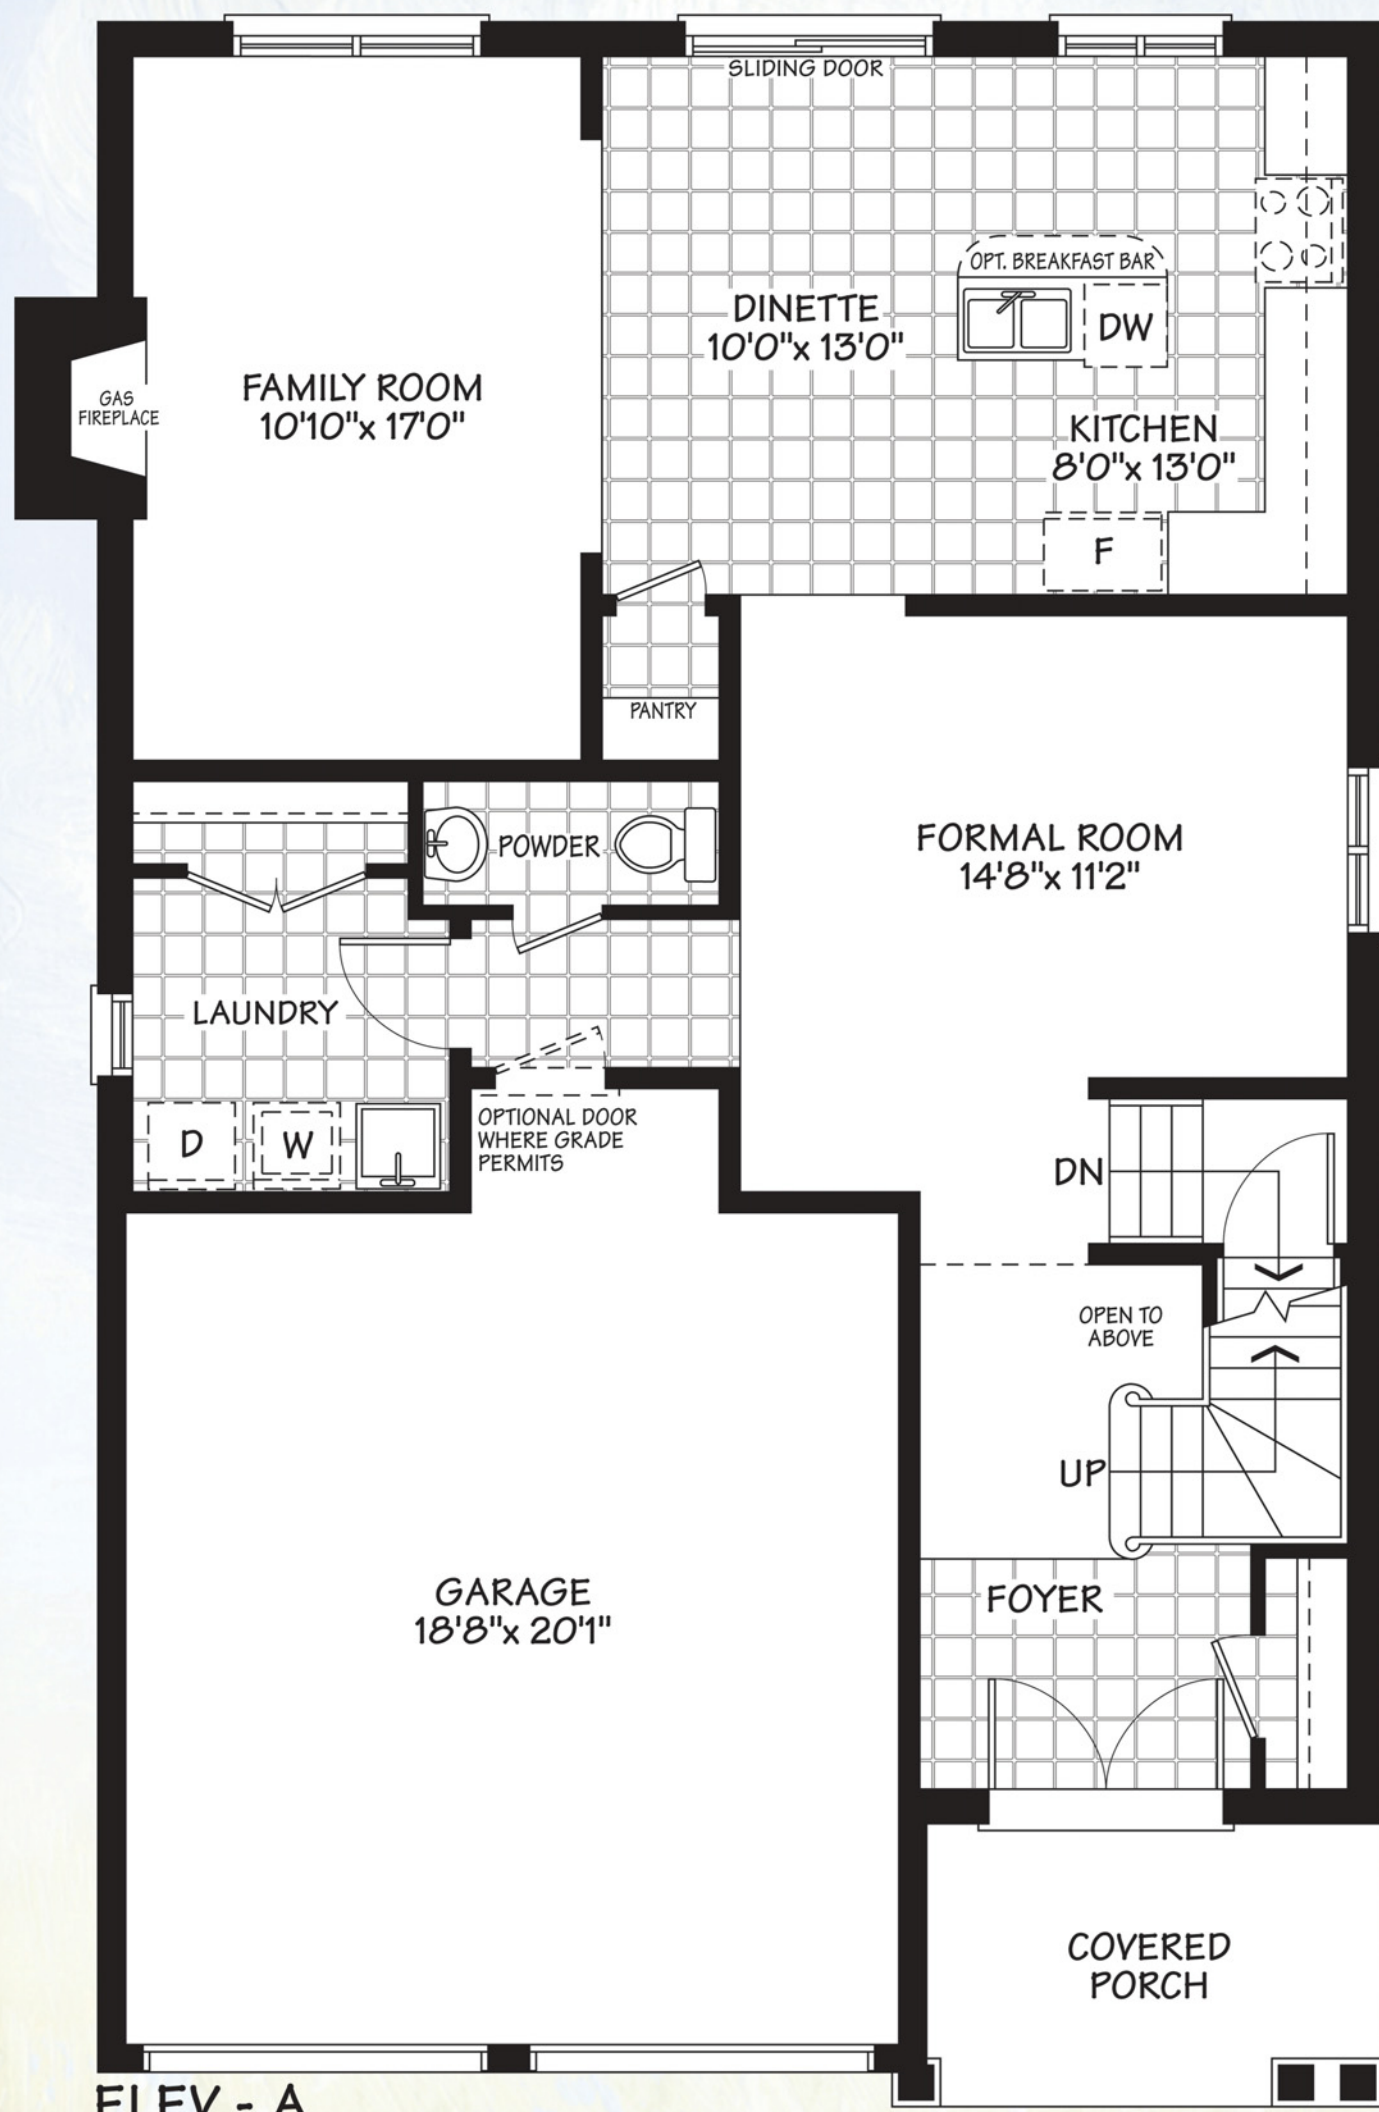 SLIDING DOOR
OPT. BREAKFAST BAR
DINETTE
10'0"x 13'0"
DW
FAMILY ROOM
10'10"x 17'0"
GAS
FIREPLACE
KITCHEN
8'0"x 13'0"
F
PANTRY
POWDER
FORMAL ROOM
14'8"x 11'2"
LAUNDRY
D
W
OPTIONAL DOOR
WHERE GRADE
PERMITS
DN
OPEN TO
ABOVE
UP
GARAGE
18'8"x 20'1"
FOYER
COVERED
PORCH
ELEV - A